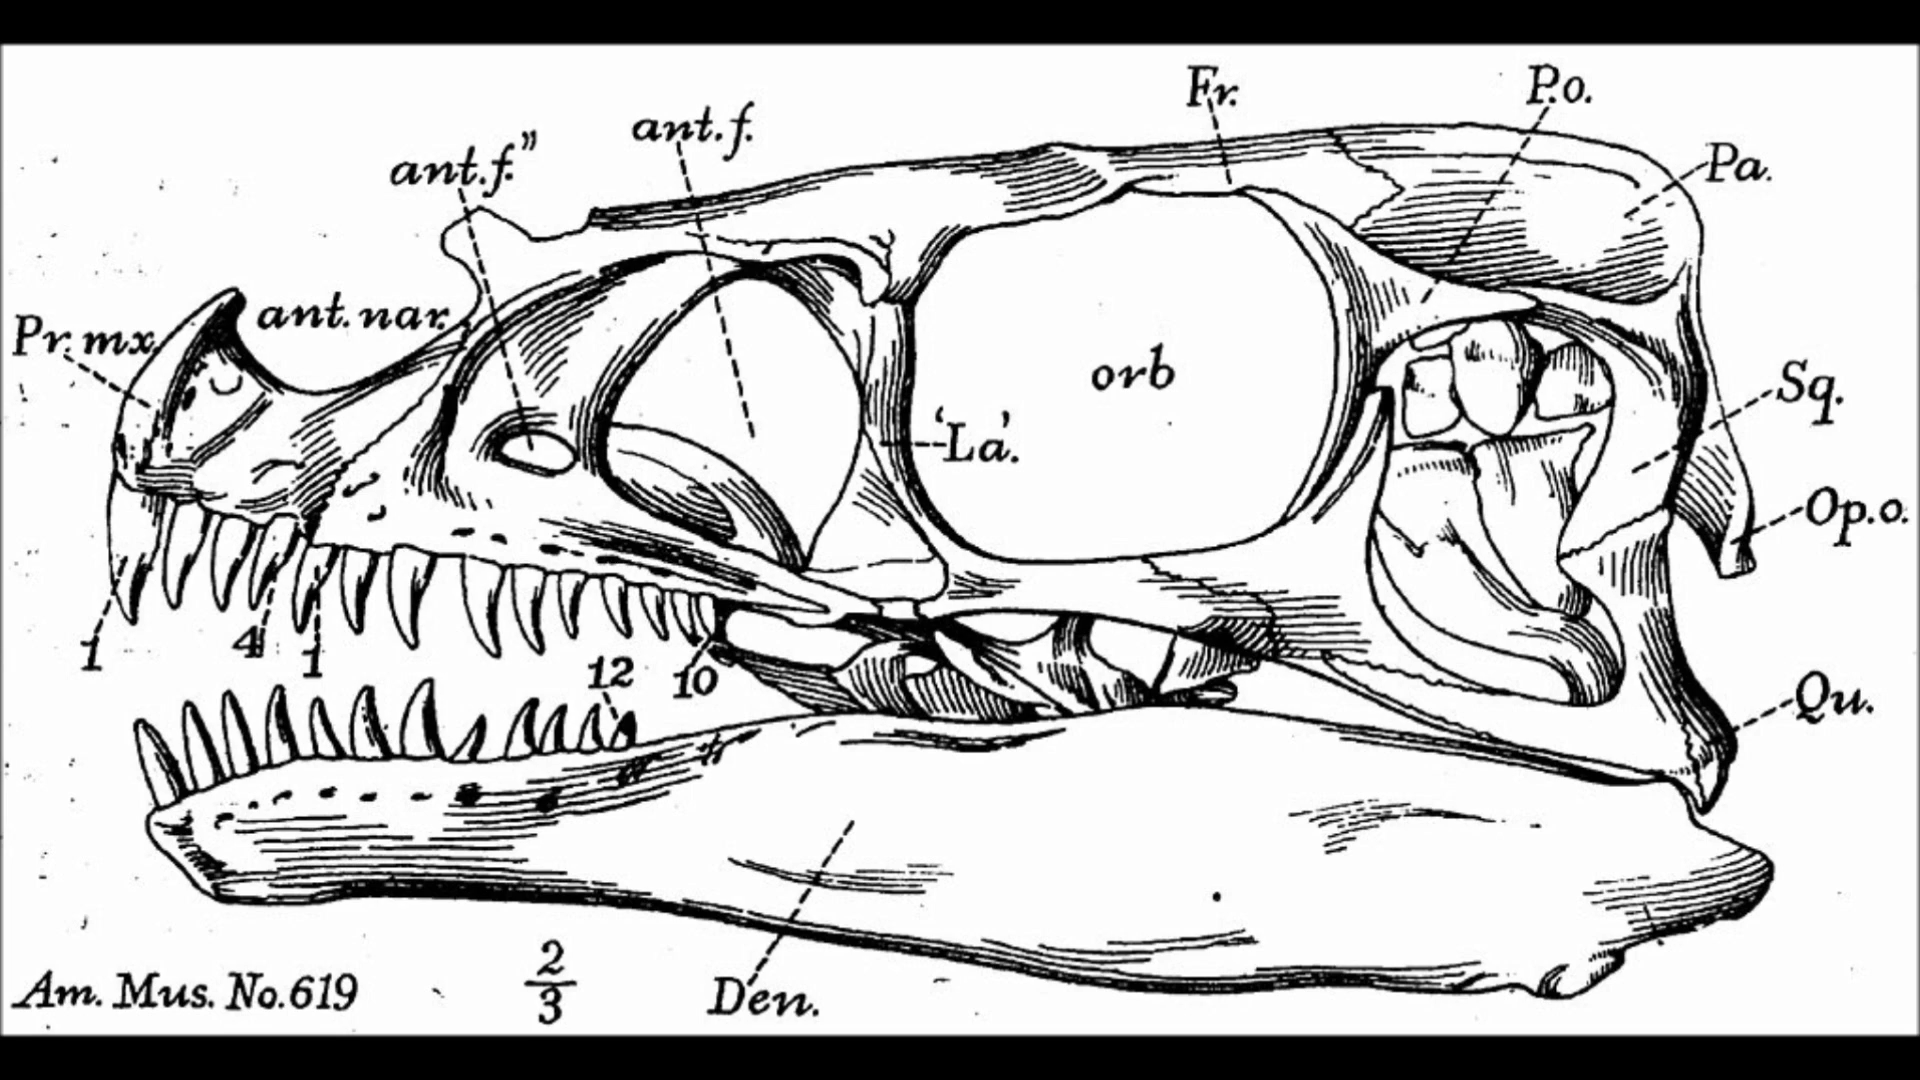 Fr.
P.o.
ant. f.
ant. f."
Pa.
Pr. mx.
ant. nar.
orb
Sq.
'La'.
Op. o.
1
4
1
12
10
Qu.
Am. Mus. No. 619
2
3
Den.